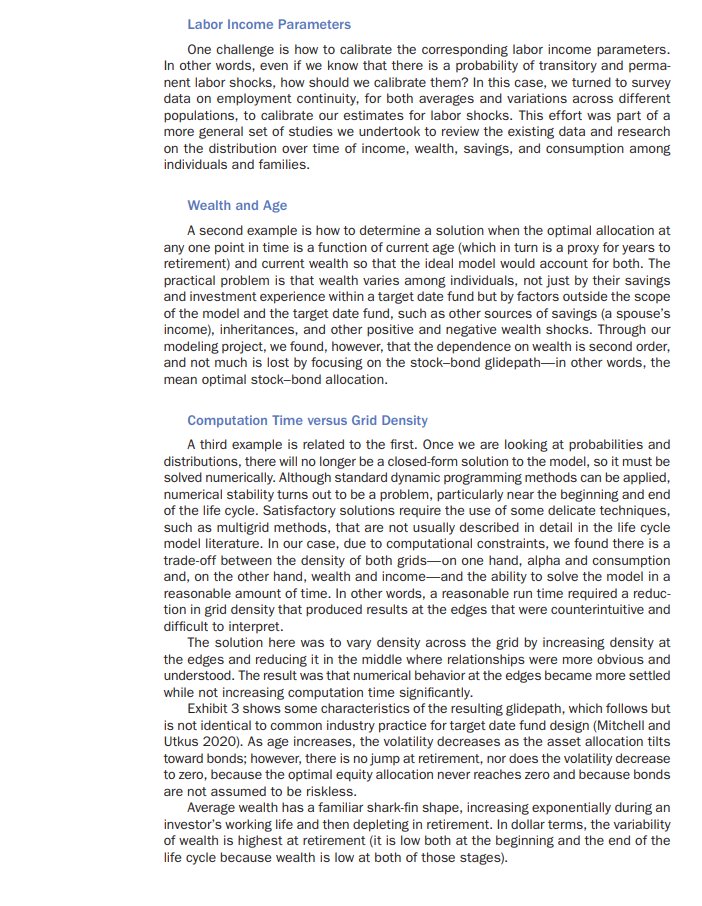 Labor Income Parameters
One challenge is how to calibrate the corresponding labor income parameters.
In other words, even if we know that there is a probability of transitory and perma-
nent labor shocks, how should we calibrate them? In this case, we turned to survey
data on employment continuity, for both averages and variations across different
populations, to calibrate our estimates for labor shocks. This effort was part of a
more general set of studies we undertook to review the existing data and research
on the distribution over time of income, wealth, savings, and consumption among
individuals and families.
Wealth and Age
A second example is how to determine a solution when the optimal allocation at
any one point in time is a function of current age (which in turn is a proxy for years to
retirement) and current wealth so that the ideal model would account for both. The
practical problem is that wealth varies among individuals, not just by their savings
and investment experience within a target date fund but by factors outside the scope
of the model and the target date fund, such as other sources of savings (a spouse's
income), inheritances, and other positive and negative wealth shocks. Through our
modeling project, we found, however, that the dependence on wealth is second order,
and not much is lost by focusing on the stock–bond glidepath—in other words, the
mean optimal stock–bond allocation.
Computation Time versus Grid Density
A third example is related to the first. Once we are looking at probabilities and
distributions, there will no longer be a closed-form solution to the model, so it must be
solved numerically. Although standard dynamic programming methods can be applied,
numerical stability turns out to be a problem, particularly near the beginning and end
of the life cycle. Satisfactory solutions require the use of some delicate techniques,
such as multigrid methods, that are not usually described in detail in the life cycle
model literature. In our case, due to computational constraints, we found there is a
trade-off between the density of both grids—on one hand, alpha and consumption
and, on the other hand, wealth and income—and the ability to solve the model in a
reasonable amount of time. In other words, a reasonable run time required a reduc-
tion in grid density that produced results at the edges that were counterintuitive and
difficult to interpret.
The solution here was to vary density across the grid by increasing density at
the edges and reducing it in the middle where relationships were more obvious and
understood. The result was that numerical behavior at the edges became more settled
while not increasing computation time significantly.
Exhibit 3 shows some characteristics of the resulting glidepath, which follows but
is not identical to common industry practice for target date fund design (Mitchell and
Utkus 2020). As age increases, the volatility decreases as the asset allocation tilts
toward bonds; however, there is no jump at retirement, nor does the volatility decrease
to zero, because the optimal equity allocation never reaches zero and because bonds
are not assumed to be riskless.
Average wealth has a familiar shark-fin shape, increasing exponentially during an
investor's working life and then depleting in retirement. In dollar terms, the variability
of wealth is highest at retirement (it is low both at the beginning and the end of the
life cycle because wealth is low at both of those stages).